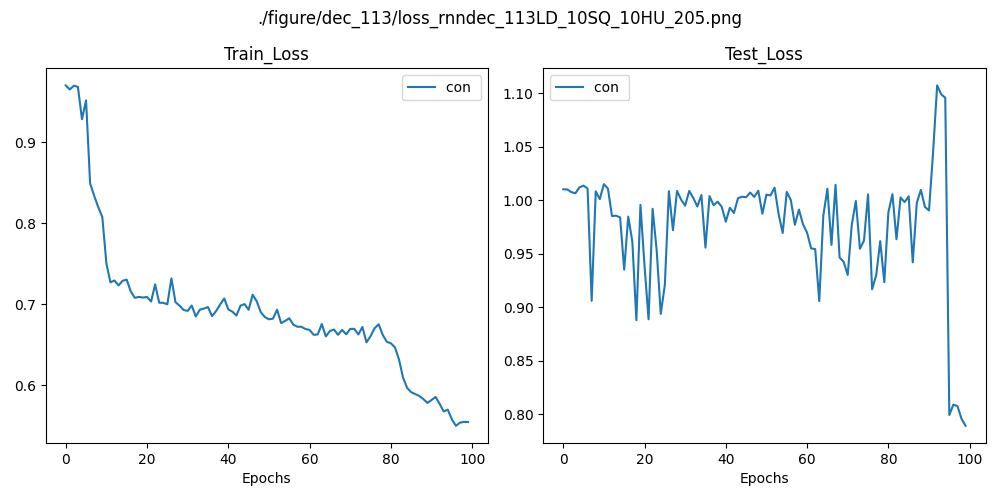 ./figure/dec_113/loss_rnndec_113LD_10SQ_10HU_205.png
Train_Loss
con
0.9
0.8
0.7
0.6
0 20 40 60 80 100
Epochs
Test_Loss
con
1.10
1.05
1.00
0.95
0.90
0.85
0.80
0 20 40 60 80 100
Epochs